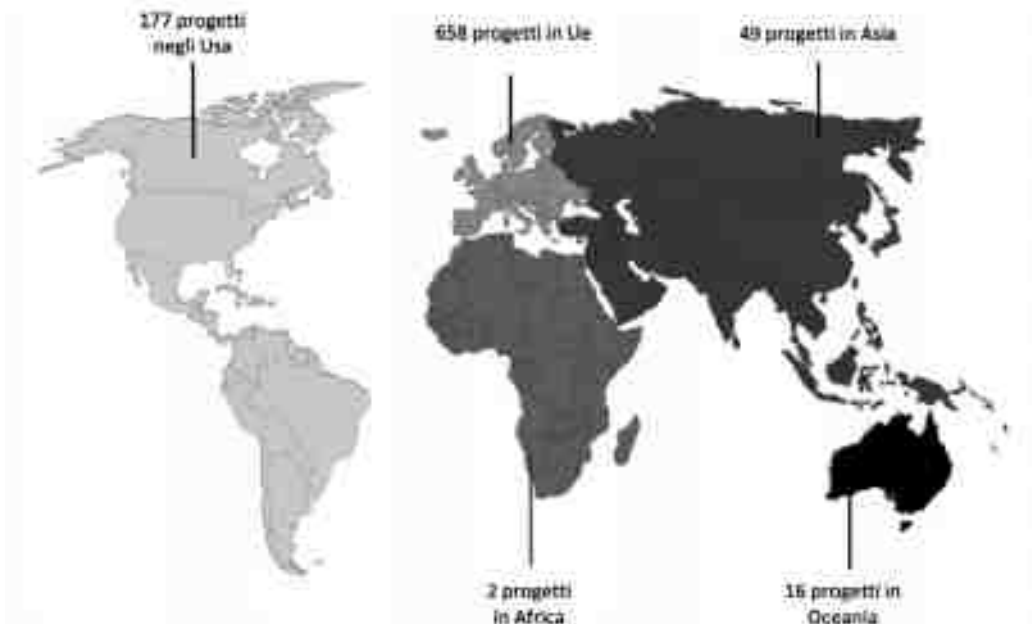 177 progetti
negli Usa
658 progetti in Ue
49 progetti in Asia
2 progetti
in Africa
16 progetti in
Oceania